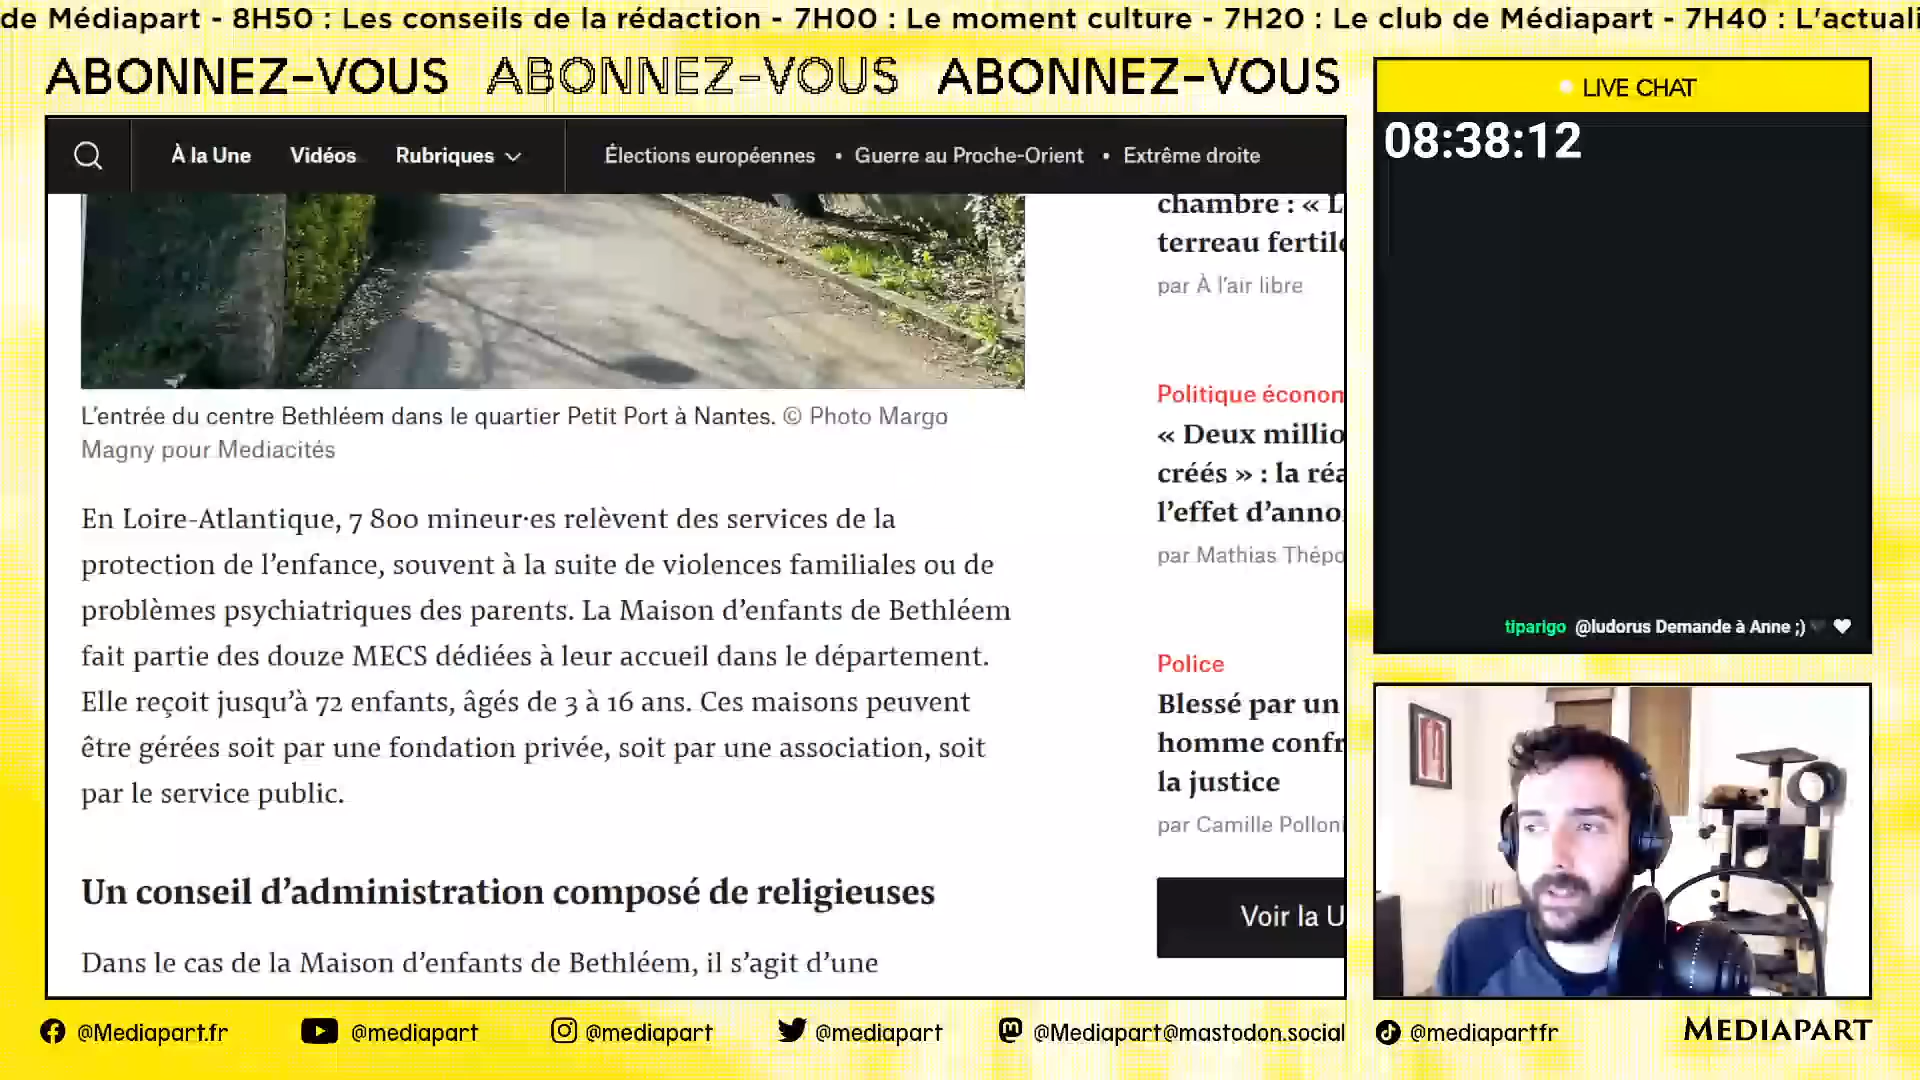 de Médiapart - 8H50 : Les conseils de la rédaction - 7H00 : Le moment culture - 7H20 : Le club de Médiapart - 7H40 : L'actuali
ABONNEZ-VOUS ABONNEZ-VOUS ABONNEZ-VOUS
À la Une Vidéos Rubriques Élections européennes • Guerre au Proche-Orient • Extrême droite
L'entrée du centre Bethléem dans le quartier Petit Port à Nantes. © Photo Margo
Magny pour Mediacités
En Loire-Atlantique, 7 800 mineur·es relèvent des services de la
protection de l'enfance, souvent à la suite de violences familiales ou de
problèmes psychiatriques des parents. La Maison d'enfants de Bethléem
fait partie des douze MECS dédiées à leur accueil dans le département.
Elle reçoit jusqu'à 72 enfants, âgés de 3 à 16 ans. Ces maisons peuvent
être gérées soit par une fondation privée, soit par une association, soit
par le service public.
Un conseil d'administration composé de religieuses
Dans le cas de la Maison d'enfants de Bethléem, il s'agit d'une
chambre : « L
terreau fertile
par À l'air libre
Politique économ
« Deux millio
créés » : la réa
l'effet d'anno
par Mathias Thépo
Police
Blessé par un
homme confr
la justice
par Camille Polloni
Voir la U
LIVE CHAT
08:38:12
tiparigo @ludorus Demande à Anne ;)
@Mediapart.fr @mediapart @mediapart @mediapart @Mediapart@mastodon.social @mediapartfr MEDIAPART